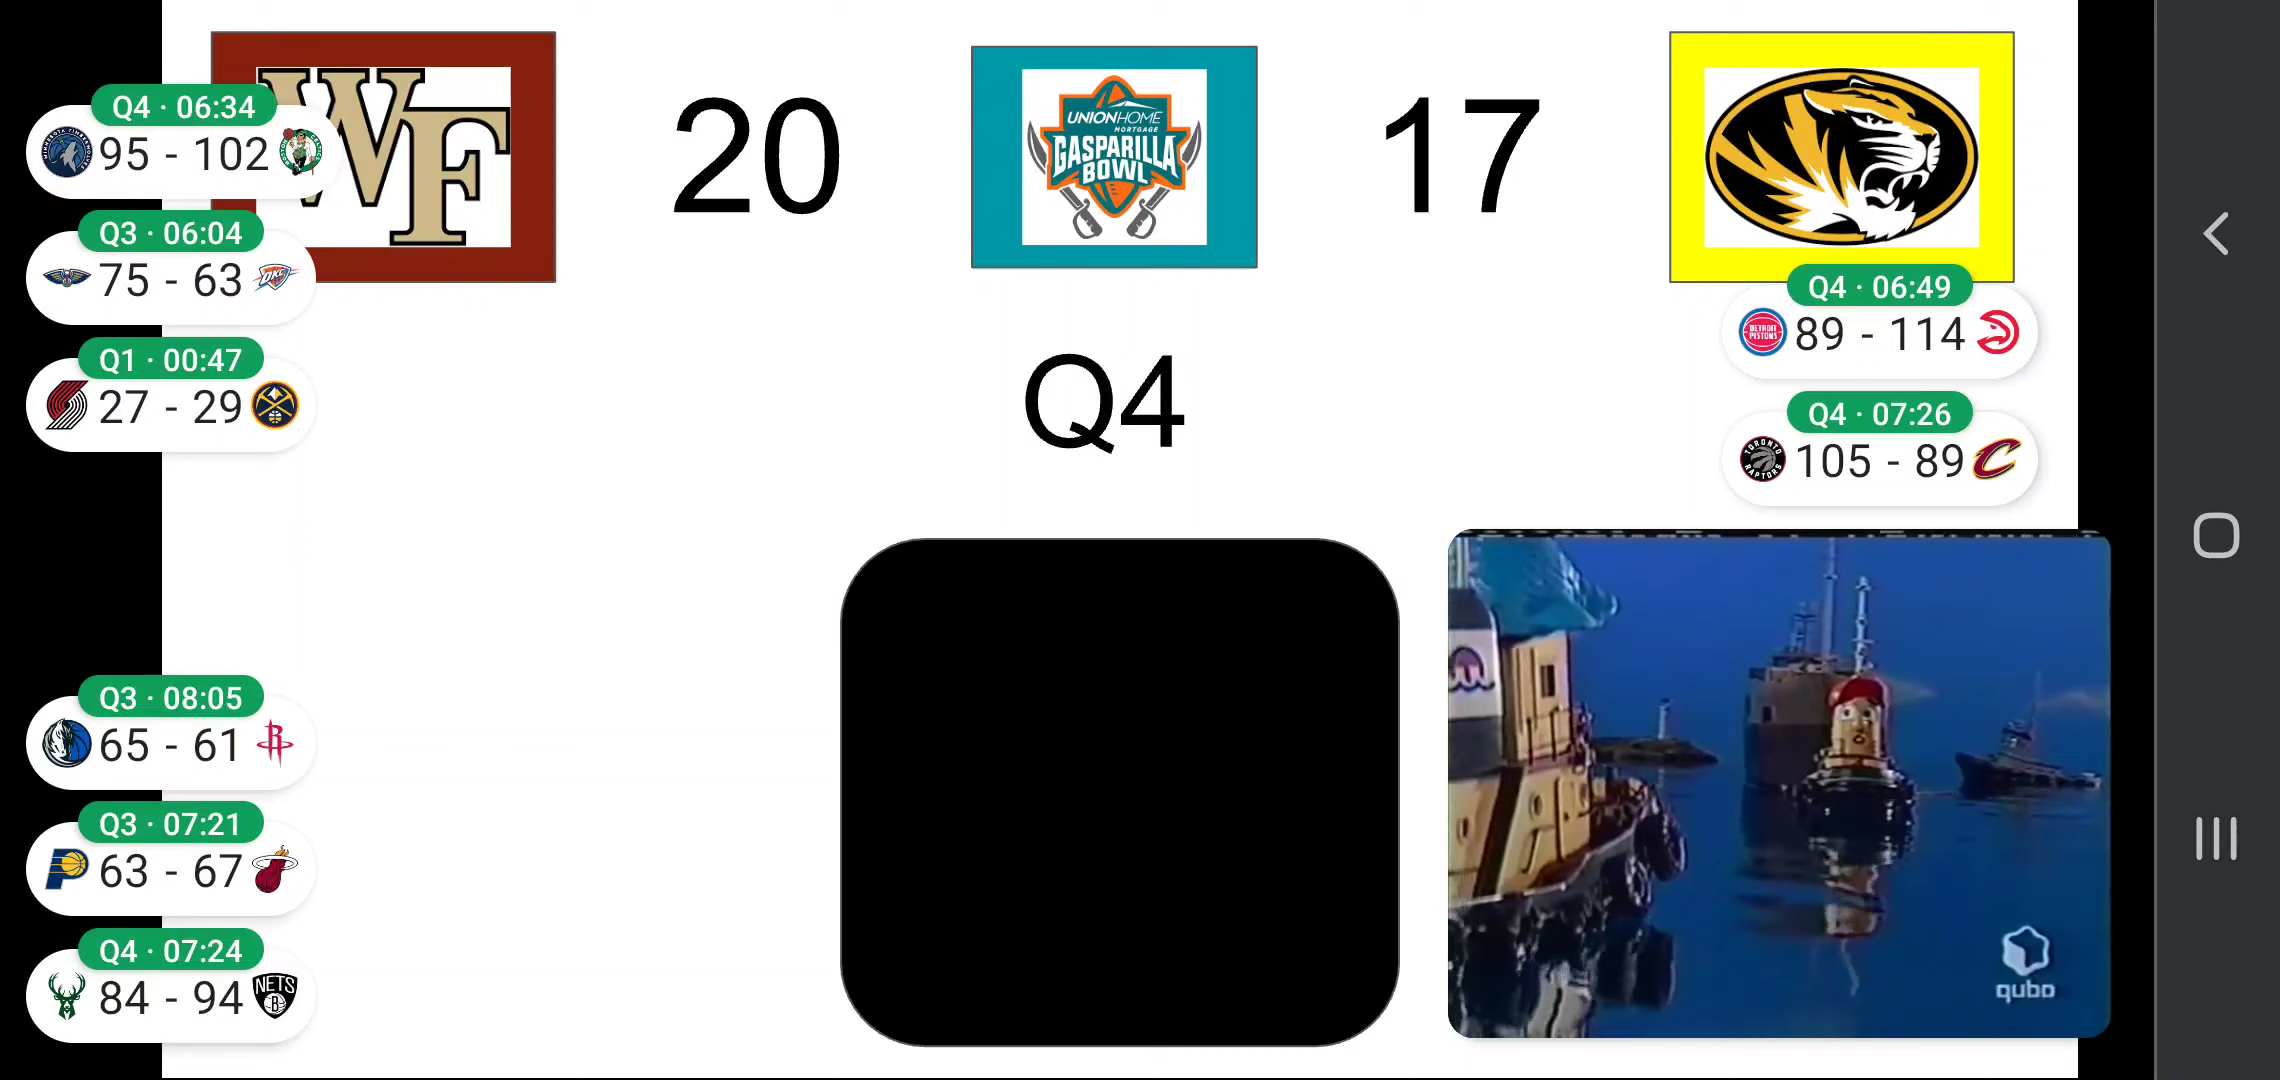 WF
20
UNIONHOME
MORTGAGE
GASPARILLA
BOWL
17
Q4 · 06:34
95 - 102
Q3 · 06:04
75 - 63
OKC
Q1 · 00:47
27 - 29
Q4
Q4 · 06:49
DETROIT
PISTONS
89 - 114
Q4 · 07:26
TORONTO
RAPTORS
105 - 89
C
Q3 · 08:05
65 - 61
R
Q3 · 07:21
P
63 - 67
Q4 · 07:24
84 - 94
NETS
B
qubo